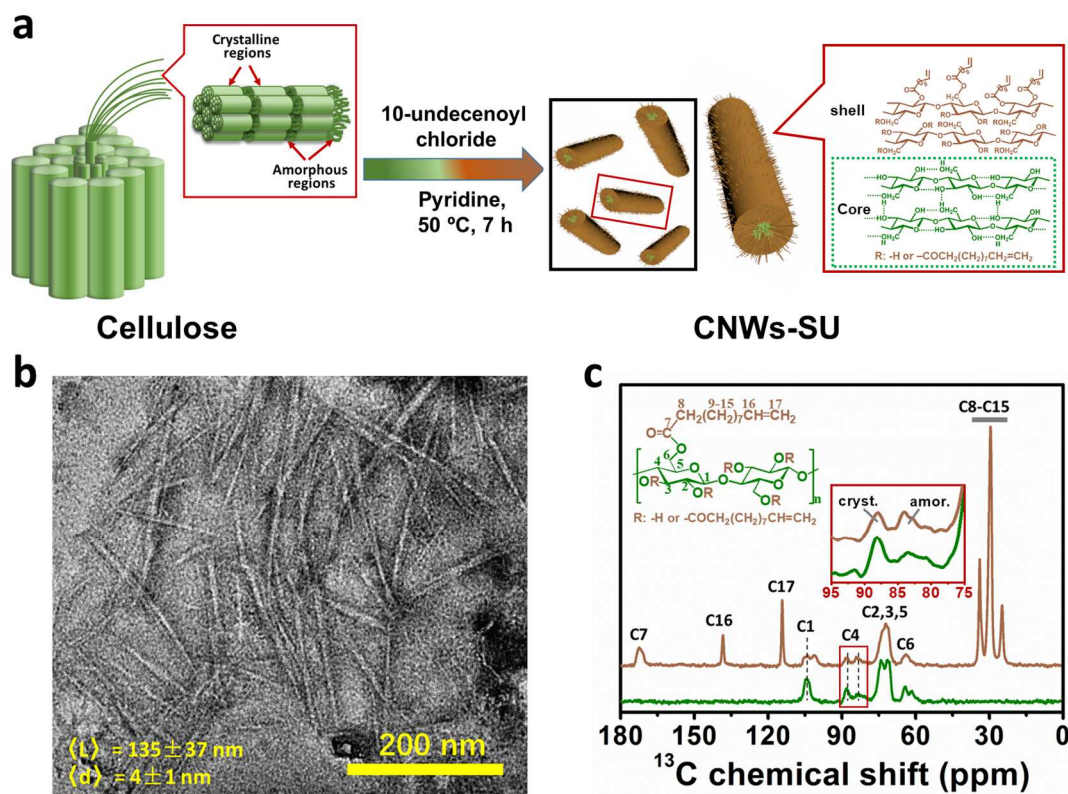 a
Crystalline
regions
Amorphous
regions
10-undecenoyl
chloride
Pyridine,
50 ºC, 7 h
shell
Core
R: -H or –COCH₂(CH₂)₇CH₂=CH₂
Cellulose
CNWs-SU
b
⟨L⟩ = 135±37 nm
⟨d⟩ = 4±1 nm
200 nm
c
8 9-15 16 17
CH₂(CH₂)₇CH=CH₂
7
O=C
O
6
4 5 1
3 2
R O n
R: -H or -COCH₂(CH₂)₇CH=CH₂
C8-C15
cryst. amor.
95 90 85 80 75
C7
C16
C17
C1
C4
C2,3,5
C6
180 150 120 90 60 30 0
¹³C chemical shift (ppm)